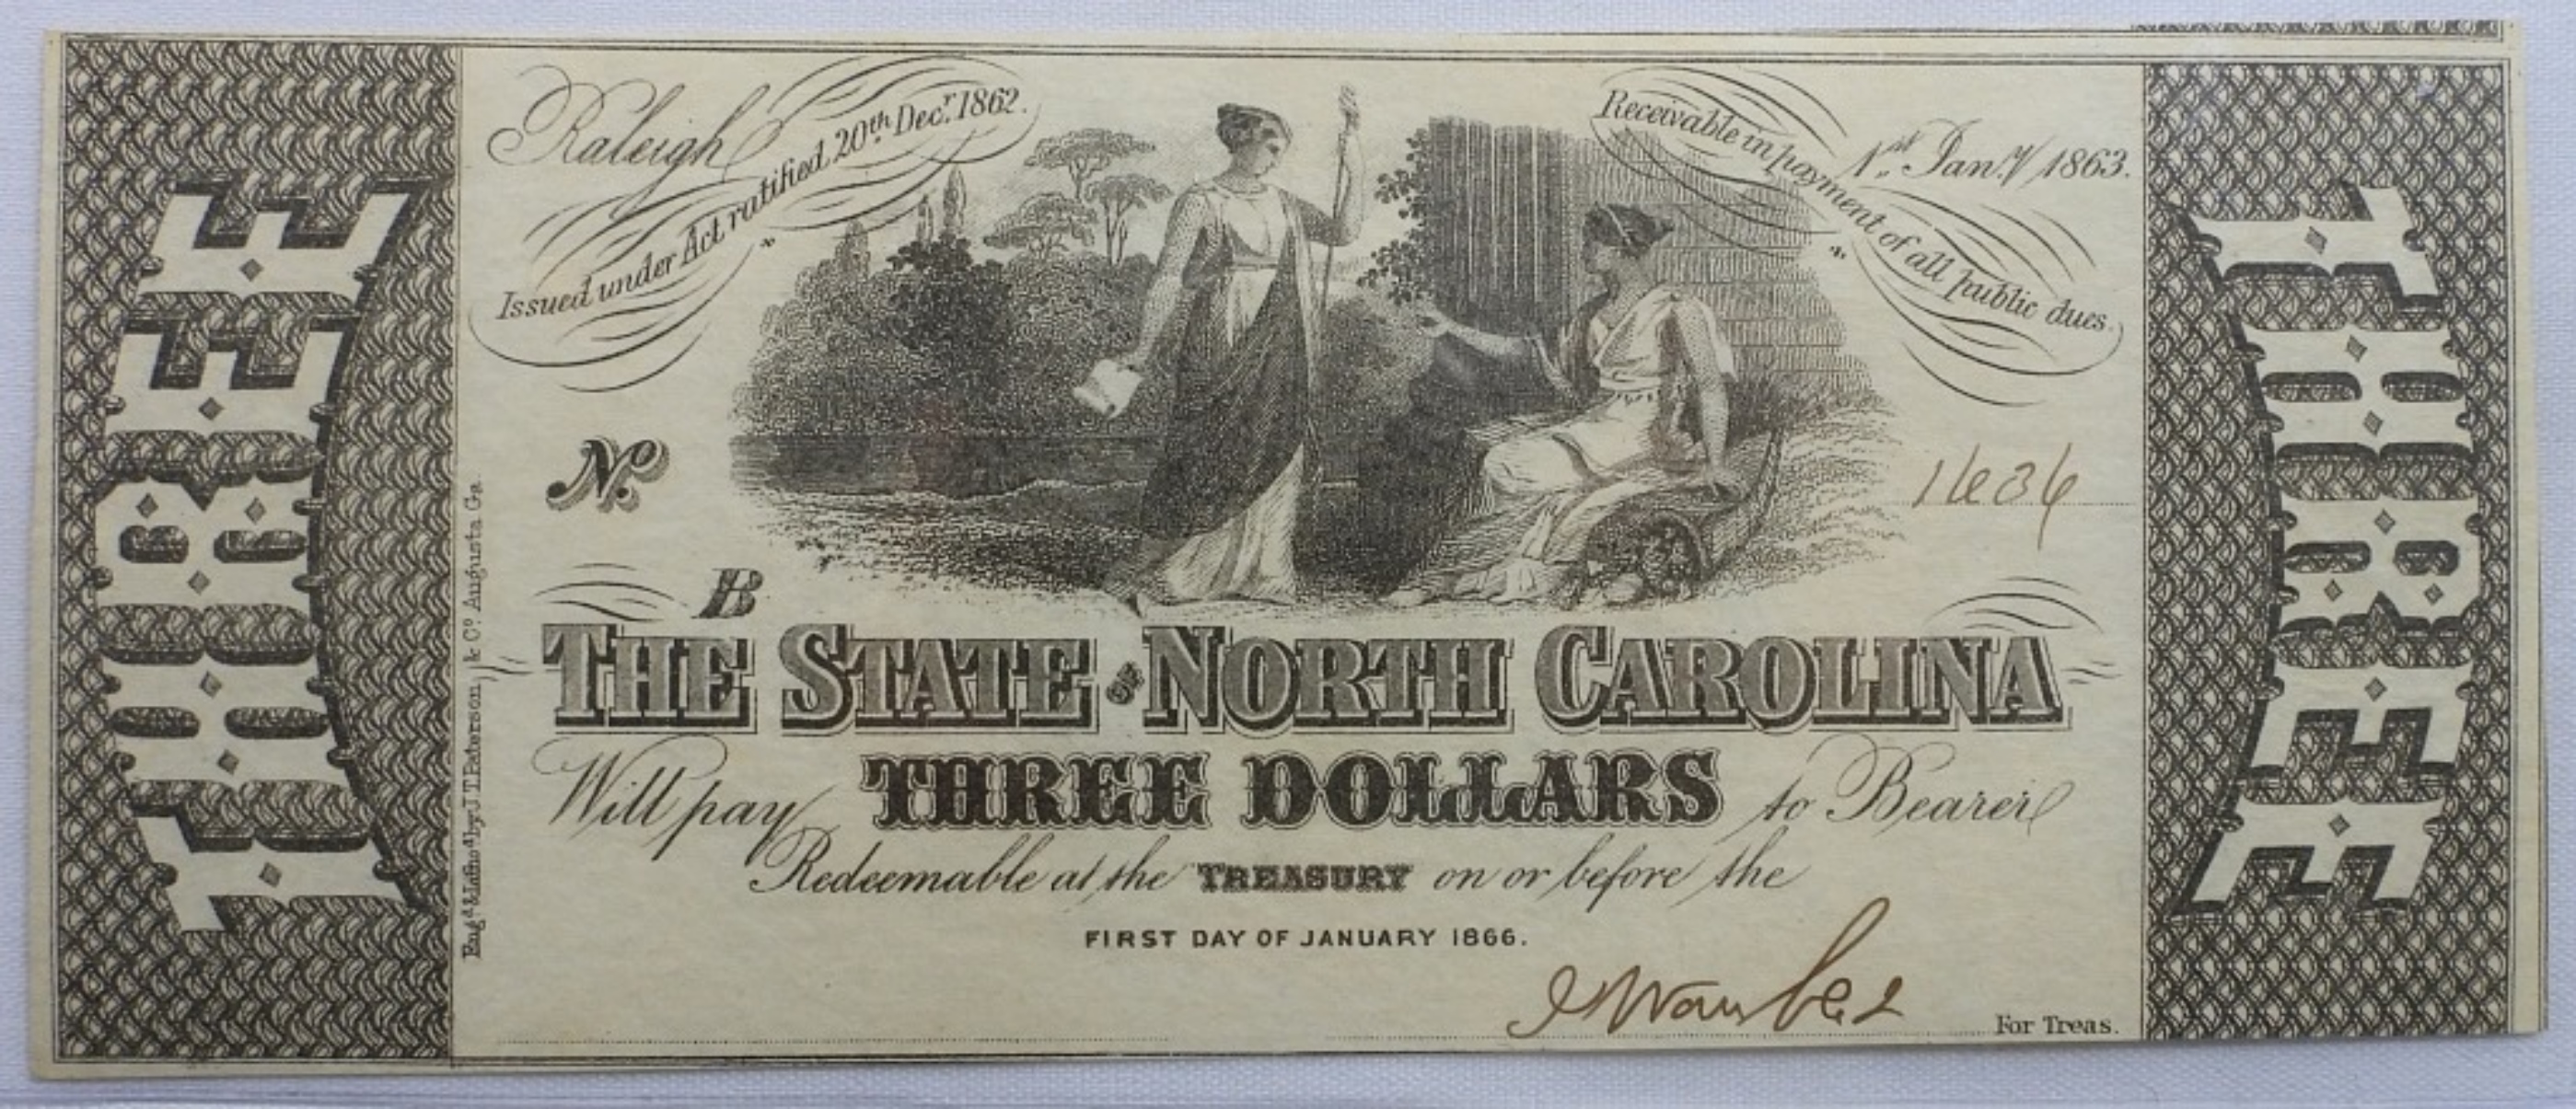 THREE
Raleigh
Issued under Act ratified 20th Decr. 1862.
Receivable in payment of all public dues.
1st Jany 1863.
No.
1636
B
THE STATE OF NORTH CAROLINA
Will pay THREE DOLLARS to Bearer
Redeemable at the TREASURY on or before the
FIRST DAY OF JANUARY 1866.
For Treas.
Engd. & Lithod. by J.T. Paterson & Co. Augusta Ga.
THREE